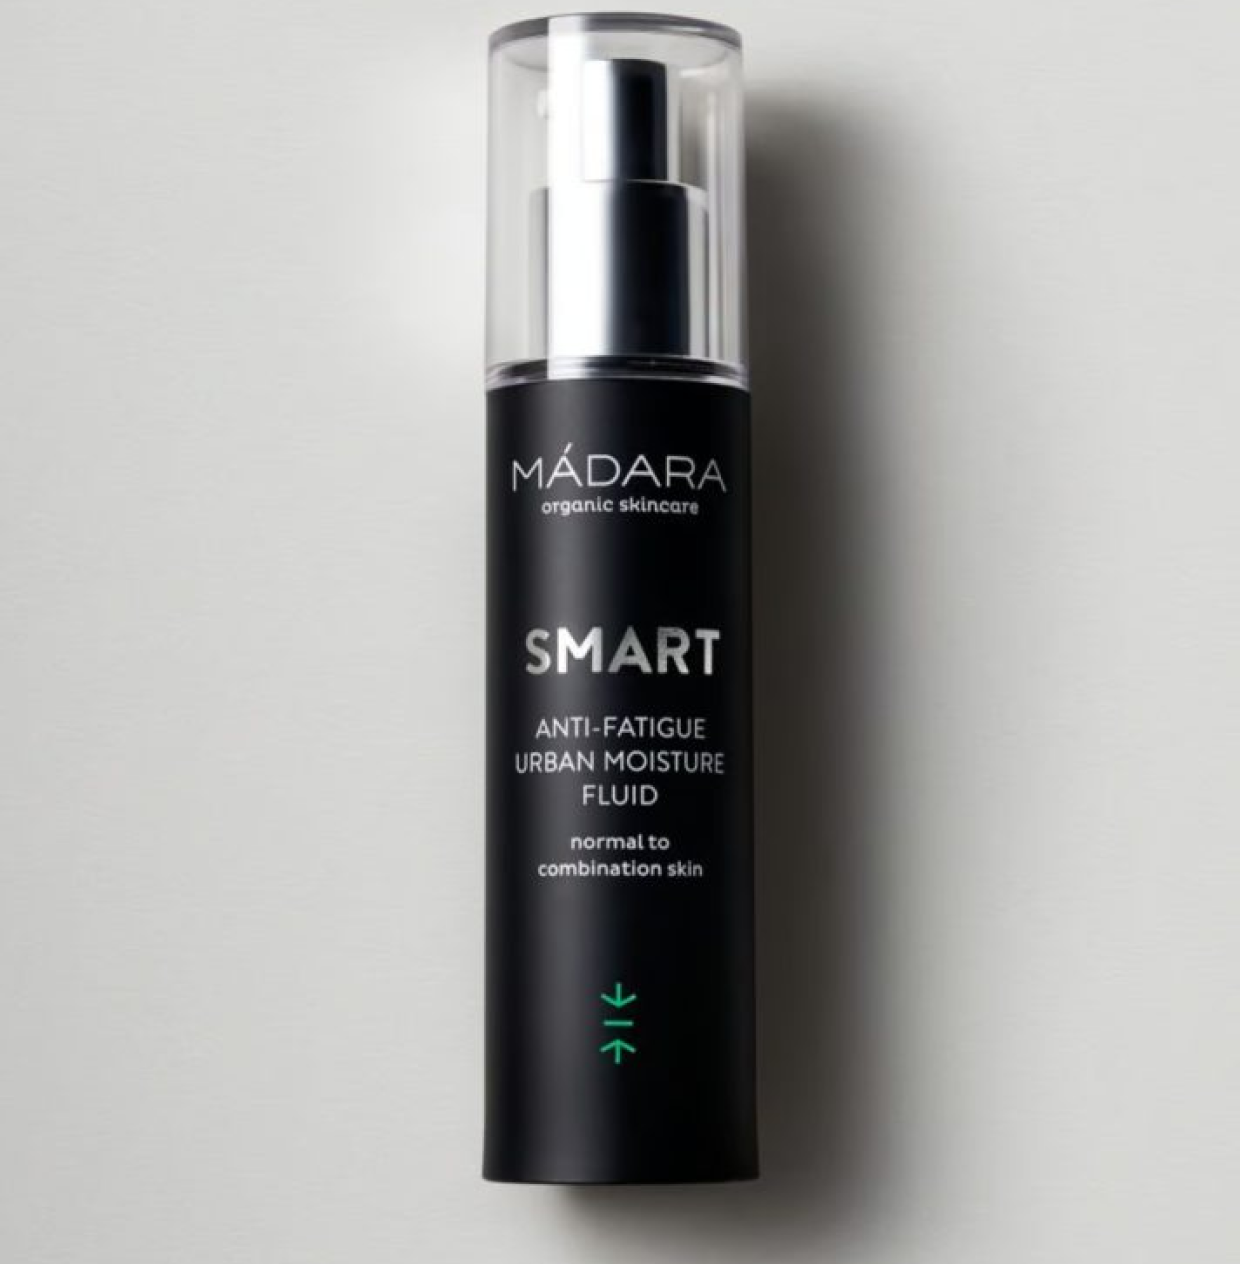 MÁDARA
organic skincare
SMART
ANTI-FATIGUE
URBAN MOISTURE
FLUID
normal to
combination skin